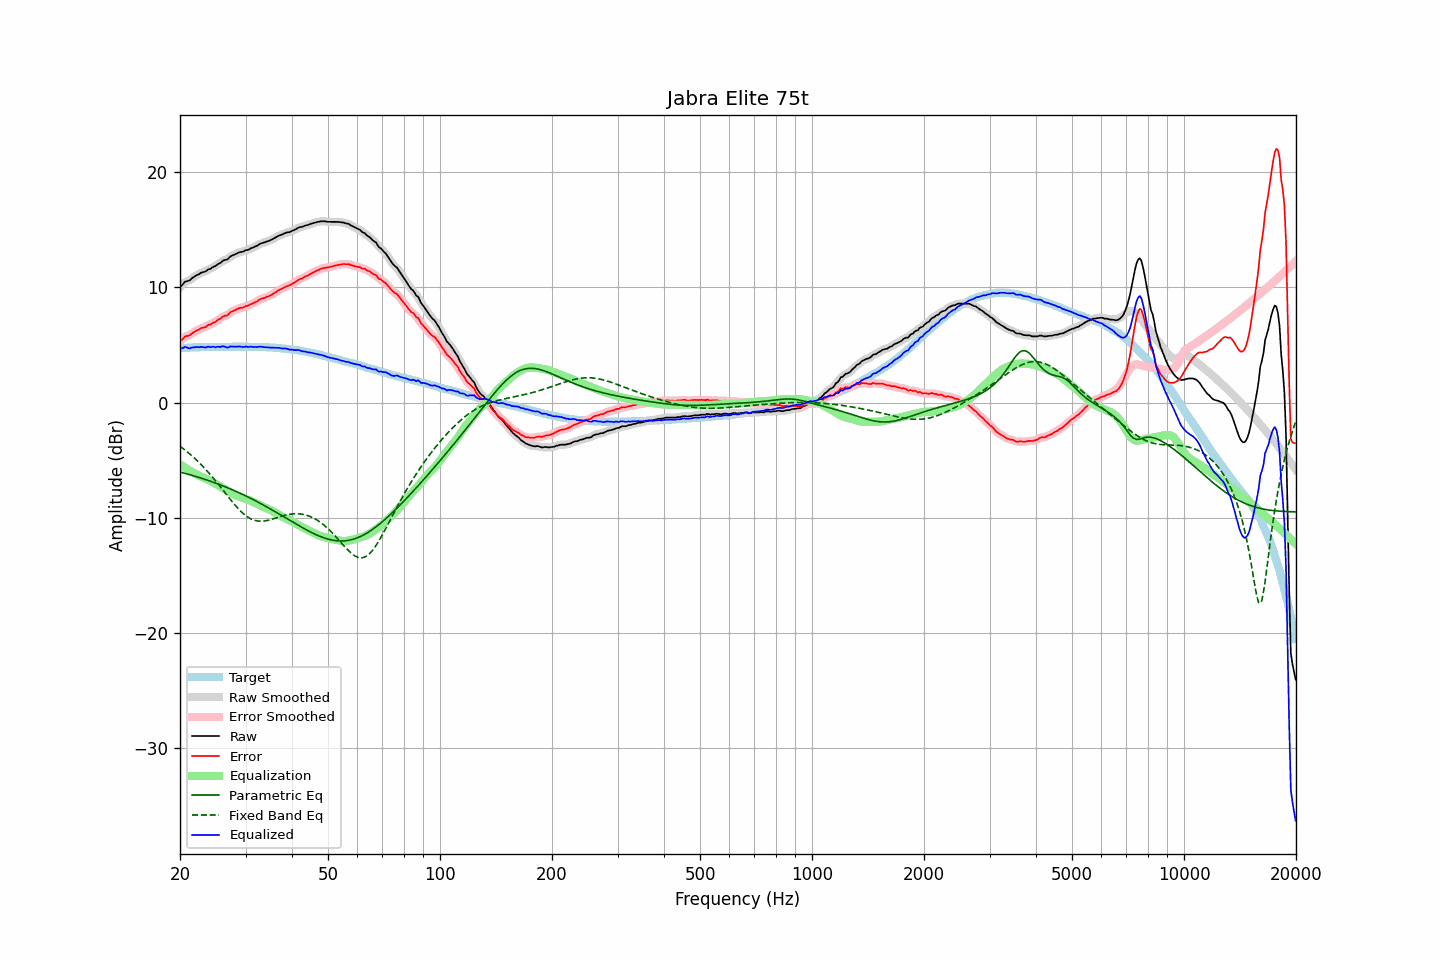 Jabra Elite 75t
Amplitude (dBr)
20
10
0
−10
−20
−30
Target
Raw Smoothed
Error Smoothed
Raw
Error
Equalization
Parametric Eq
Fixed Band Eq
Equalized
20 50 100 200 500 1000 2000 5000 10000 20000
Frequency (Hz)